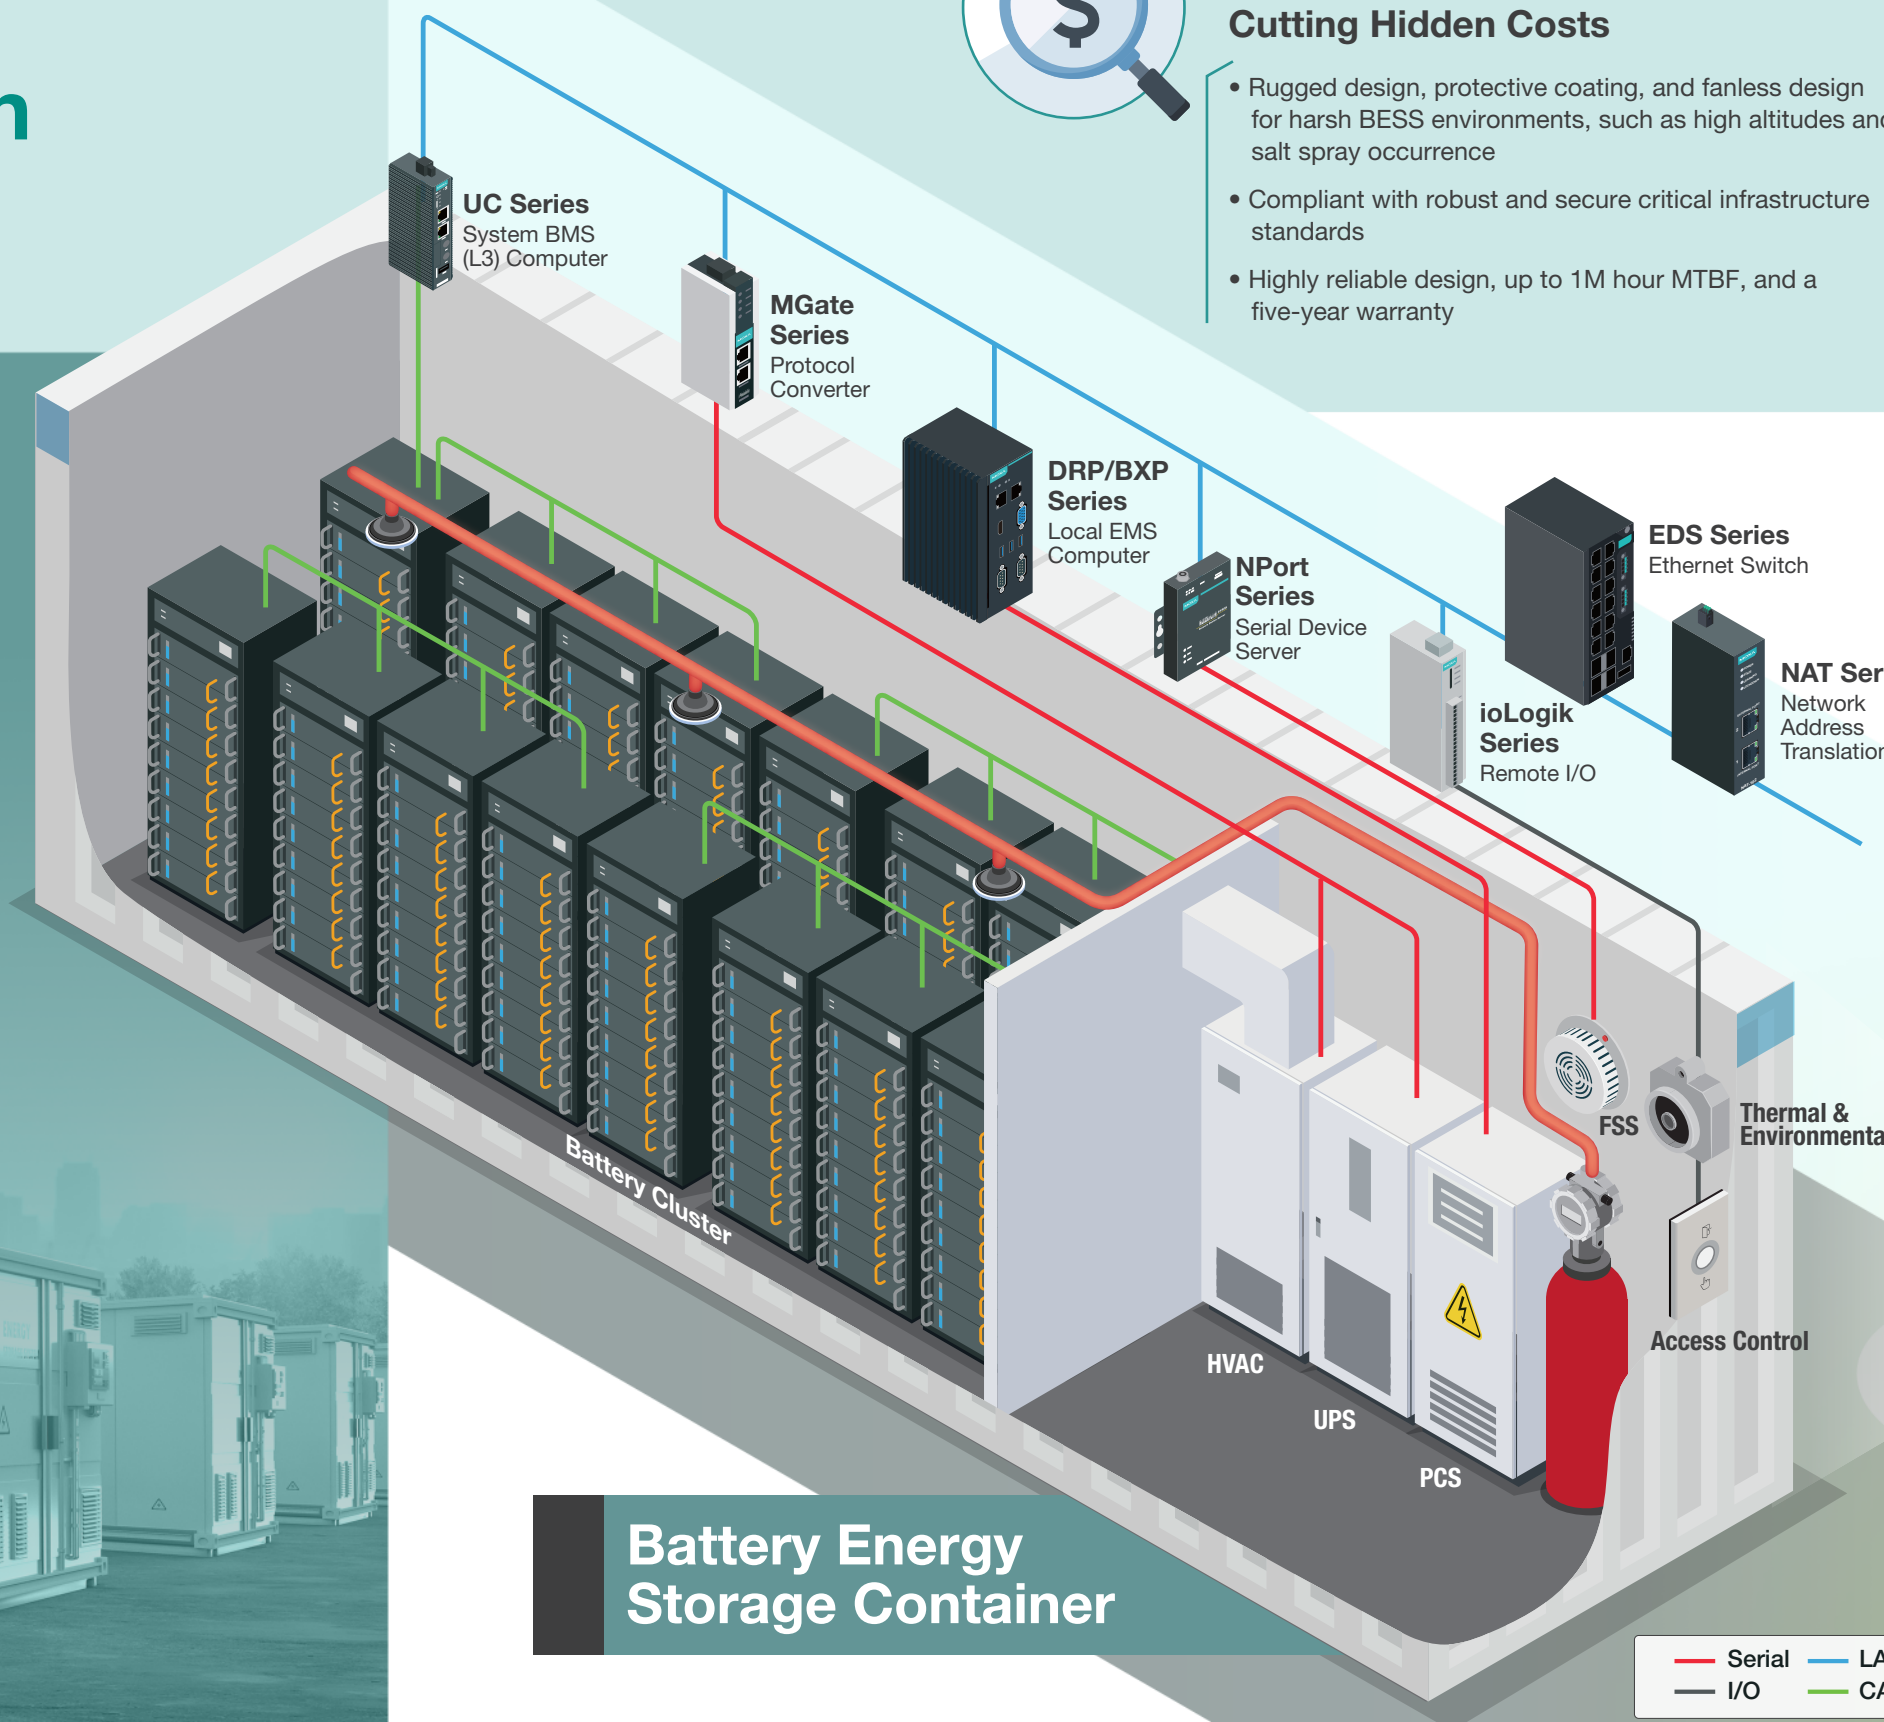 Cutting Hidden Costs
• Rugged design, protective coating, and fanless design
for harsh BESS environments, such as high altitudes
salt spray occurrence
• Compliant with robust and secure critical infrastructure
standards
• Highly reliable design, up to 1M hour MTBF, and a
five-year warranty
UC Series
System BMS
(L3) Computer
MGate
Series
Protocol
Converter
DRP/BXP
Series
Local EMS
Computer
NPort
Series
Serial Device
Server
EDS Series
Ethernet Switch
ioLogik
Series
Remote I/O
NAT
Network
Address
Translation
FSS
Thermal &
Access Control
HVAC
UPS
PCS
Battery Cluster
Battery Energy
Storage Container
Serial
I/O